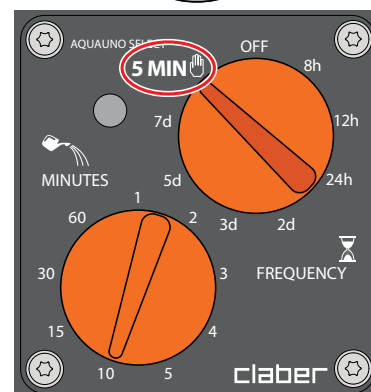 AQUAUNO SELECT
OFF
5 MIN
8h
7d
12h
MINUTES
5d
24h
1
60
2
3d
2d
30
3
FREQUENCY
15
4
10
5
claber